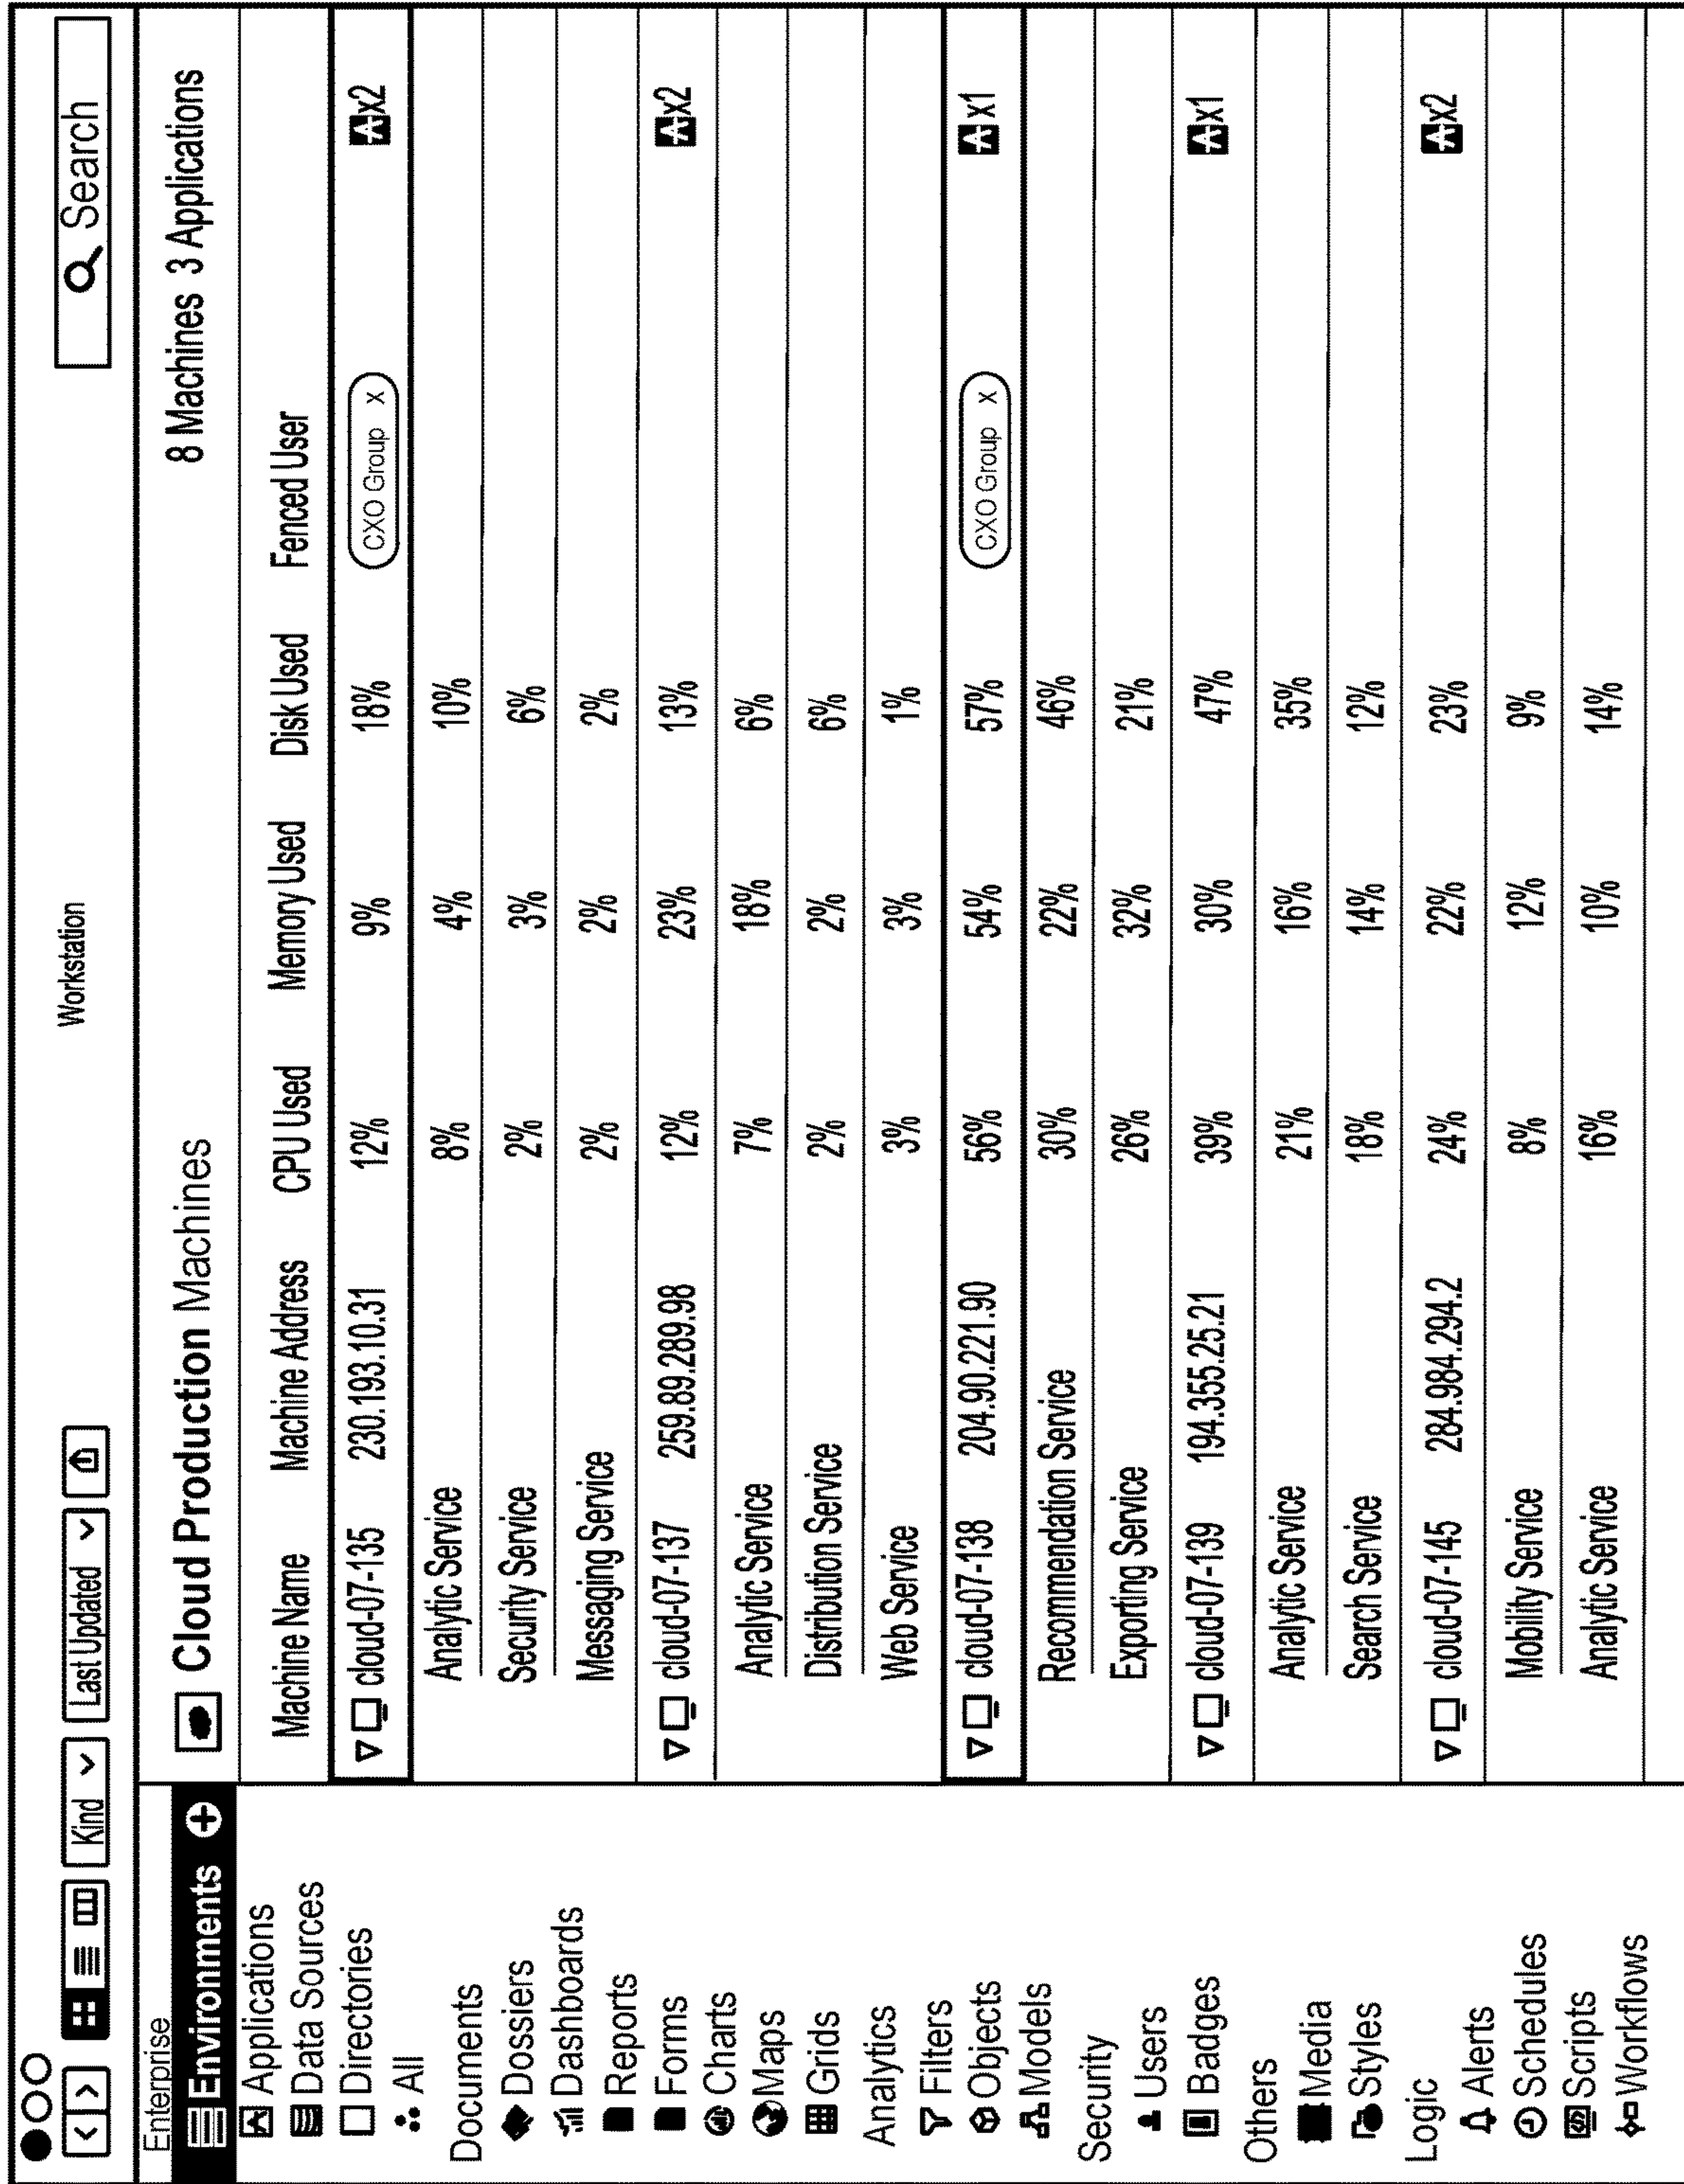 Workstation
< > Kind Last Updated Search
Enterprise
Environments
Applications
Data Sources
Directories
All
Documents
Dossiers
Dashboards
Reports
Forms
Charts
Maps
Grids
Analytics
Filters
Objects
Models
Security
Users
Badges
Others
Media
Styles
Logic
Alerts
Schedules
Scripts
Workflows
Cloud Production Machines 8 Machines 3 Applications
Machine Name Machine Address CPU Used Memory Used Disk Used Fenced User
cloud-07-135 230.193.10.31 12% 9% 18% CXO Group x A x2
Analytic Service 8% 4% 10%
Security Service 2% 3% 6%
Messaging Service 2% 2% 2%
cloud-07-137 259.89.289.98 12% 23% 13% A x2
Analytic Service 7% 18% 6%
Distribution Service 2% 2% 6%
Web Service 3% 3% 1%
cloud-07-138 204.90.221.90 56% 54% 57% CXO Group x A x1
Recommendation Service 30% 22% 46%
Exporting Service 26% 32% 21%
cloud-07-139 194.355.25.21 39% 30% 47% A x1
Analytic Service 21% 16% 35%
Search Service 18% 14% 12%
cloud-07-145 284.984.294.2 24% 22% 23% A x2
Mobility Service 8% 12% 9%
Analytic Service 16% 10% 14%